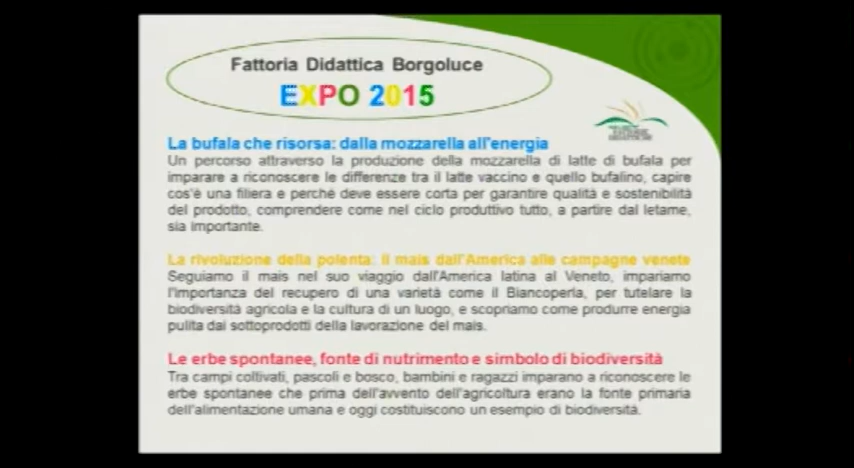 Fattoria Didattica Borgoluce
EXPO 2015
La bufala che risorsa: dalla mozzarella all'energia
Un percorso attraverso la produzione della mozzarella di latte di bufala per
imparare a riconoscere le differenze tra il latte vaccino e quello bufalino, capire
cos'è una filiera e perché deve essere corta per garantire qualità e sostenibilità
del prodotto, comprendere come nel ciclo produttivo tutto, a partire dal letame,
sia importante.
La rivoluzione della polenta: il mais dall'America alle campagne venete
Seguiamo il mais nel suo viaggio dall'America latina al Veneto, impariamo
l'importanza del recupero di una varietà come il Biancoperla, per tutelare la
biodiversità agricola e la cultura di un luogo, e scopriamo come produrre energia
pulita dai sottoprodotti della lavorazione del mais.
Le erbe spontanee, fonte di nutrimento e simbolo di biodiversità
Tra campi coltivati, pascoli e bosco, bambini e ragazzi imparano a riconoscere le
erbe spontanee che prima dell'avvento dell'agricoltura erano la fonte primaria
dell'alimentazione umana e oggi costituiscono un esempio di biodiversità.